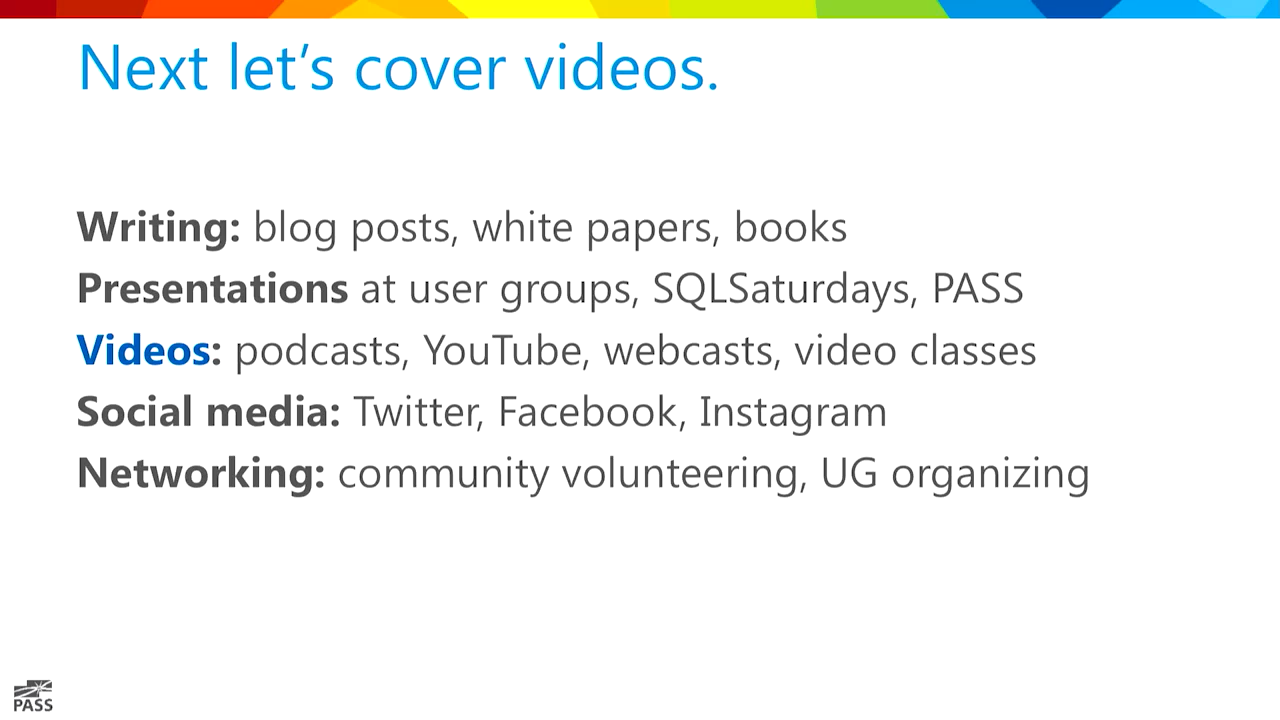 Next let’s cover videos.
Writing: blog posts, white papers, books
Presentations at user groups, SQLSaturdays, PASS
Videos: podcasts, YouTube, webcasts, video classes
Social media: Twitter, Facebook, Instagram
Networking: community volunteering, UG organizing
PASS